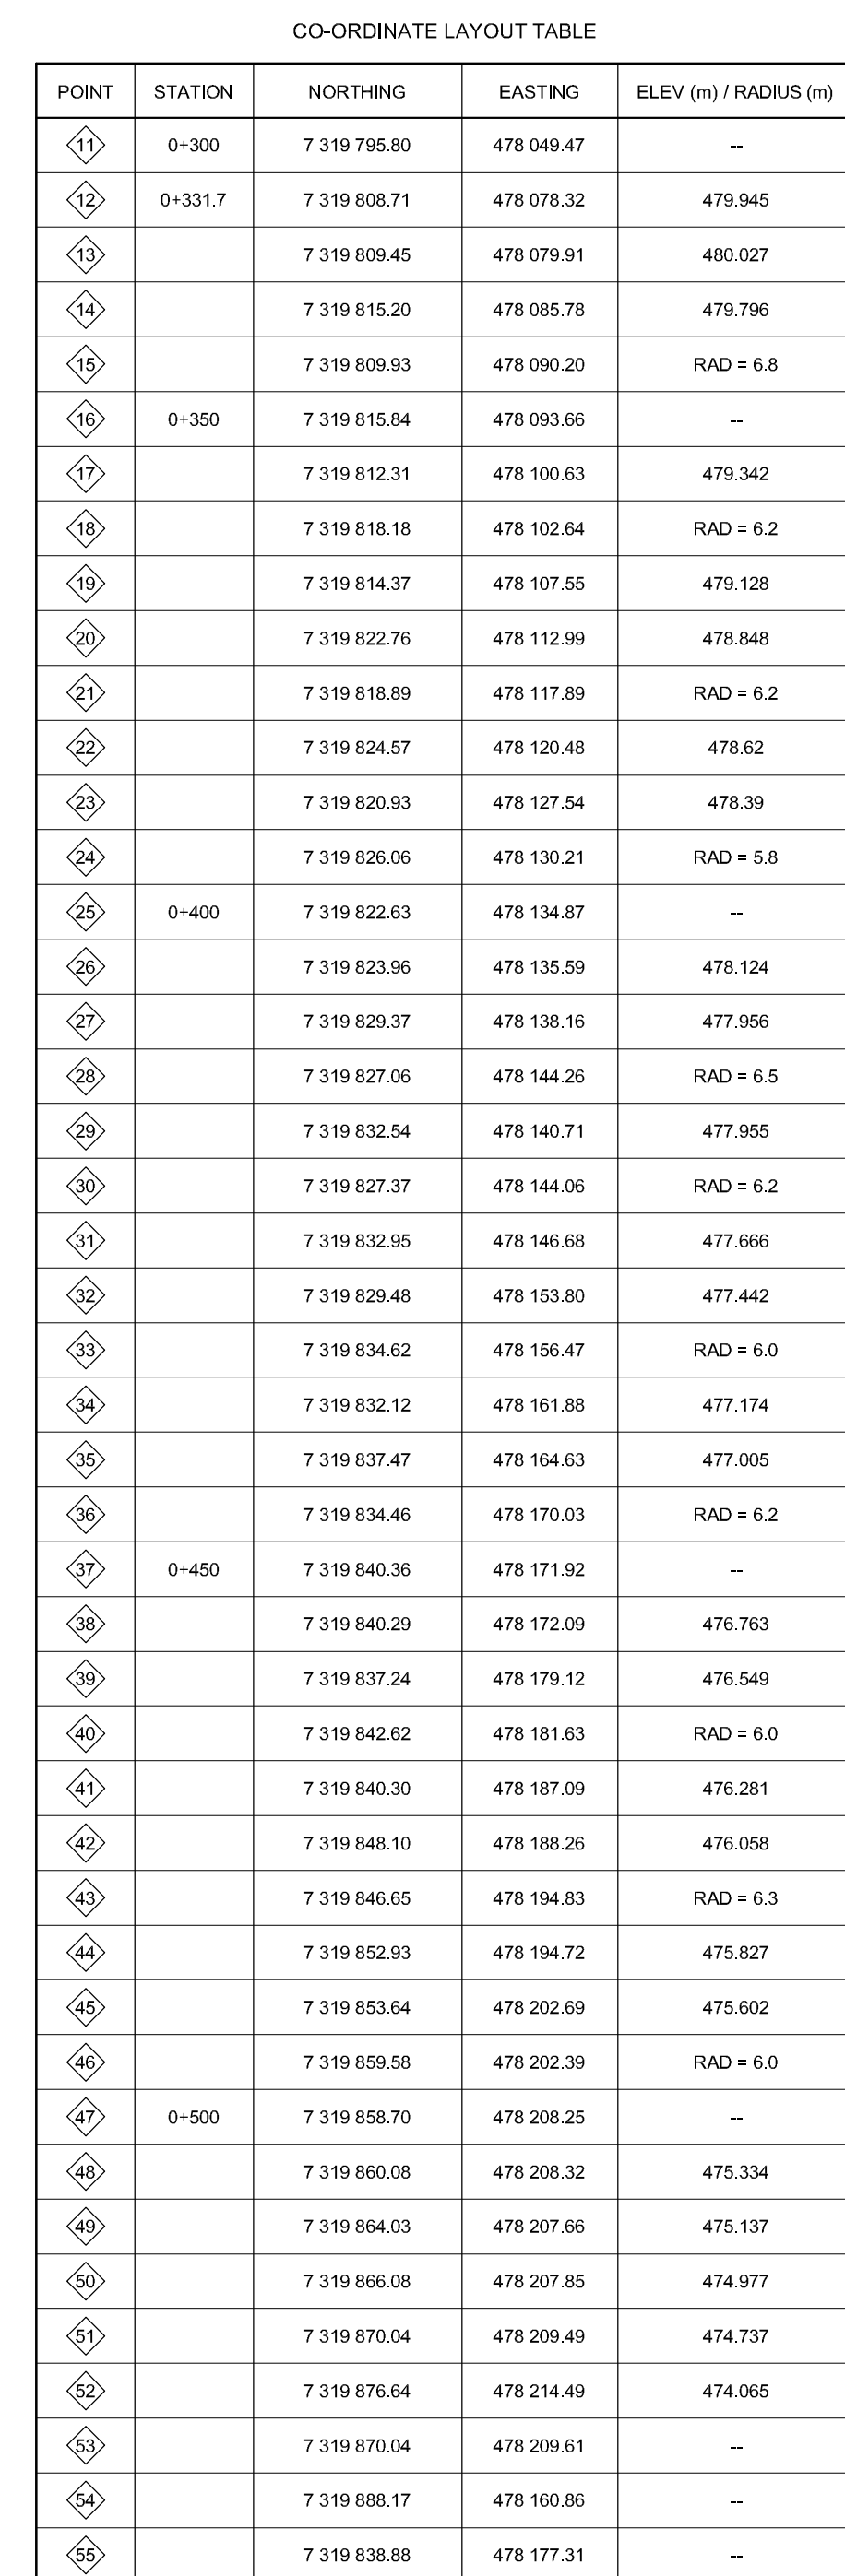 CO-ORDINATE LAYOUT TABLE
POINT STATION NORTHING EASTING ELEV (m) / RADIUS (m)
11 0+300 7 319 795.80 478 049.47 --
12 0+331.7 7 319 808.71 478 078.32 479.945
13 7 319 809.45 478 079.91 480.027
14 7 319 815.20 478 085.78 479.796
15 7 319 809.93 478 090.20 RAD = 6.8
16 0+350 7 319 815.84 478 093.66 --
17 7 319 812.31 478 100.63 479.342
18 7 319 818.18 478 102.64 RAD = 6.2
19 7 319 814.37 478 107.55 479.128
20 7 319 822.76 478 112.99 478.848
21 7 319 818.89 478 117.89 RAD = 6.2
22 7 319 824.57 478 120.48 478.62
23 7 319 820.93 478 127.54 478.39
24 7 319 826.06 478 130.21 RAD = 5.8
25 0+400 7 319 822.63 478 134.87 --
26 7 319 823.96 478 135.59 478.124
27 7 319 829.37 478 138.16 477.956
28 7 319 827.06 478 144.26 RAD = 6.5
29 7 319 832.54 478 140.71 477.955
30 7 319 827.37 478 144.06 RAD = 6.2
31 7 319 832.95 478 146.68 477.666
32 7 319 829.48 478 153.80 477.442
33 7 319 834.62 478 156.47 RAD = 6.0
34 7 319 832.12 478 161.88 477.174
35 7 319 837.47 478 164.63 477.005
36 7 319 834.46 478 170.03 RAD = 6.2
37 0+450 7 319 840.36 478 171.92 --
38 7 319 840.29 478 172.09 476.763
39 7 319 837.24 478 179.12 476.549
40 7 319 842.62 478 181.63 RAD = 6.0
41 7 319 840.30 478 187.09 476.281
42 7 319 848.10 478 188.26 476.058
43 7 319 846.65 478 194.83 RAD = 6.3
44 7 319 852.93 478 194.72 475.827
45 7 319 853.64 478 202.69 475.602
46 7 319 859.58 478 202.39 RAD = 6.0
47 0+500 7 319 858.70 478 208.25 --
48 7 319 860.08 478 208.32 475.334
49 7 319 864.03 478 207.66 475.137
50 7 319 866.08 478 207.85 474.977
51 7 319 870.04 478 209.49 474.737
52 7 319 876.64 478 214.49 474.065
53 7 319 870.04 478 209.61 --
54 7 319 888.17 478 160.86 --
55 7 319 838.88 478 177.31 --